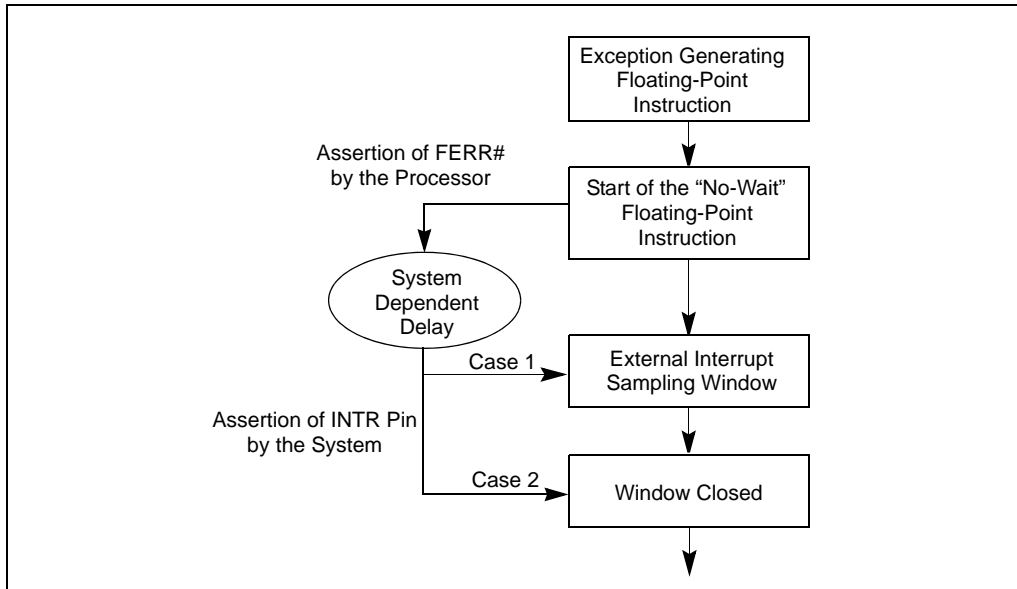 Exception Generating
Floating-Point
Instruction
Assertion of FERR#
by the Processor
Start of the “No-Wait”
Floating-Point
Instruction
System
Dependent
Delay
Case 1
External Interrupt
Sampling Window
Assertion of INTR Pin
by the System
Case 2
Window Closed